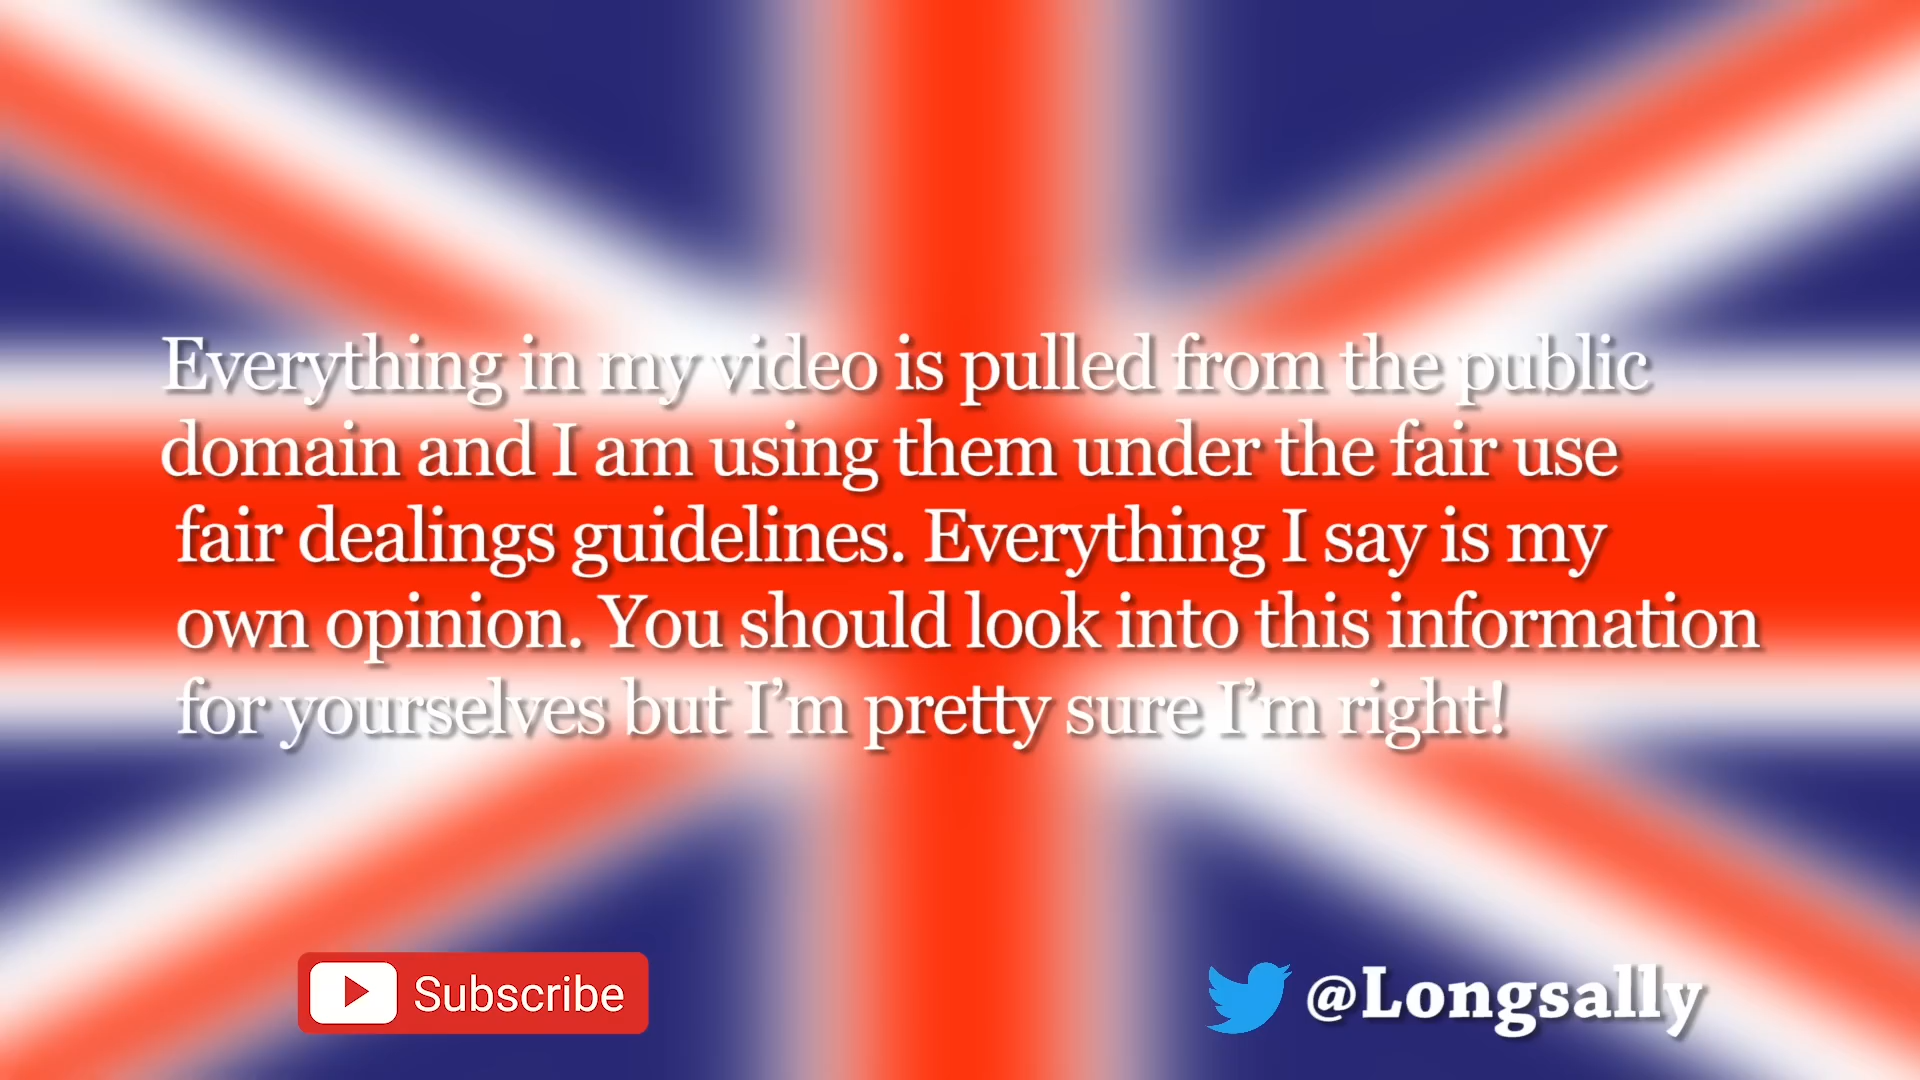 Everything in my video is pulled from the public
domain and I am using them under the fair use
fair dealings guidelines. Everything I say is my
own opinion. You should look into this information
for yourselves but I’m pretty sure I’m right!
Subscribe
@Longsally